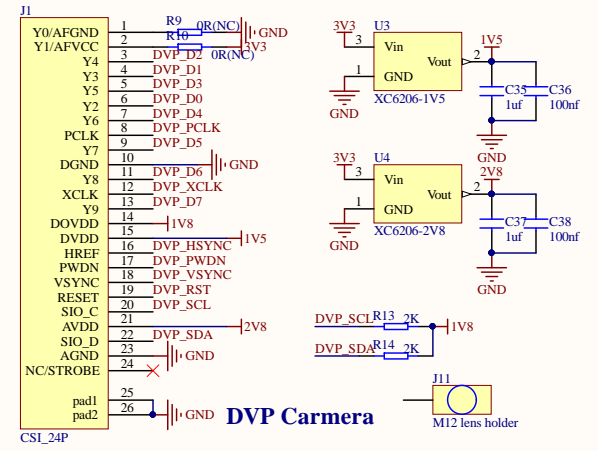 J1
Y0/AFGND 1 R9 0R(NC) GND
Y1/AFVCC 2 R10 0R(NC) 3V3
Y4 3 DVP_D2
Y3 4 DVP_D1
Y5 5 DVP_D3
Y2 6 DVP_D0
Y6 7 DVP_D4
PCLK 8 DVP_PCLK
Y7 9 DVP_D5
DGND 10 GND
Y8 11 DVP_D6
XCLK 12 DVP_XCLK
Y9 13 DVP_D7
DOVDD 14 1V8
DVDD 15 1V5
HREF 16 DVP_HSYNC
PWDN 17 DVP_PWDN
VSYNC 18 DVP_VSYNC
RESET 19 DVP_RST
SIO_C 20 DVP_SCL
AVDD 21 2V8
SIO_D 22 DVP_SDA
AGND 23 GND
NC/STROBE 24
pad1 25
pad2 26 GND
CSI_24P
3V3 U3 1V5
3 Vin
Vout 2
1 GND
C35 C36
1uf 100nf
XC6206-1V5
GND
GND
3V3 U4 2V8
3 Vin
Vout 2
1 GND
C37 C38
1uf 100nf
XC6206-2V8
GND
GND
DVP_SCL R13 2K 1V8
DVP_SDA R14 2K
J11
M12 lens holder
DVP Carmera